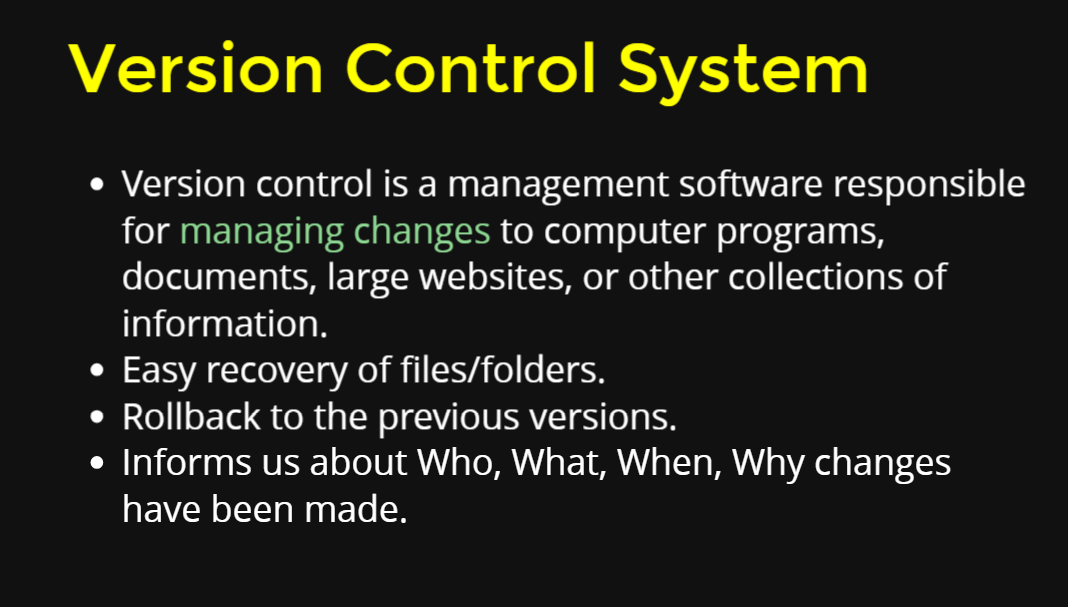 Version Control System
• Version control is a management software responsible
for managing changes to computer programs,
documents, large websites, or other collections of
information.
• Easy recovery of files/folders.
• Rollback to the previous versions.
• Informs us about Who, What, When, Why changes
have been made.